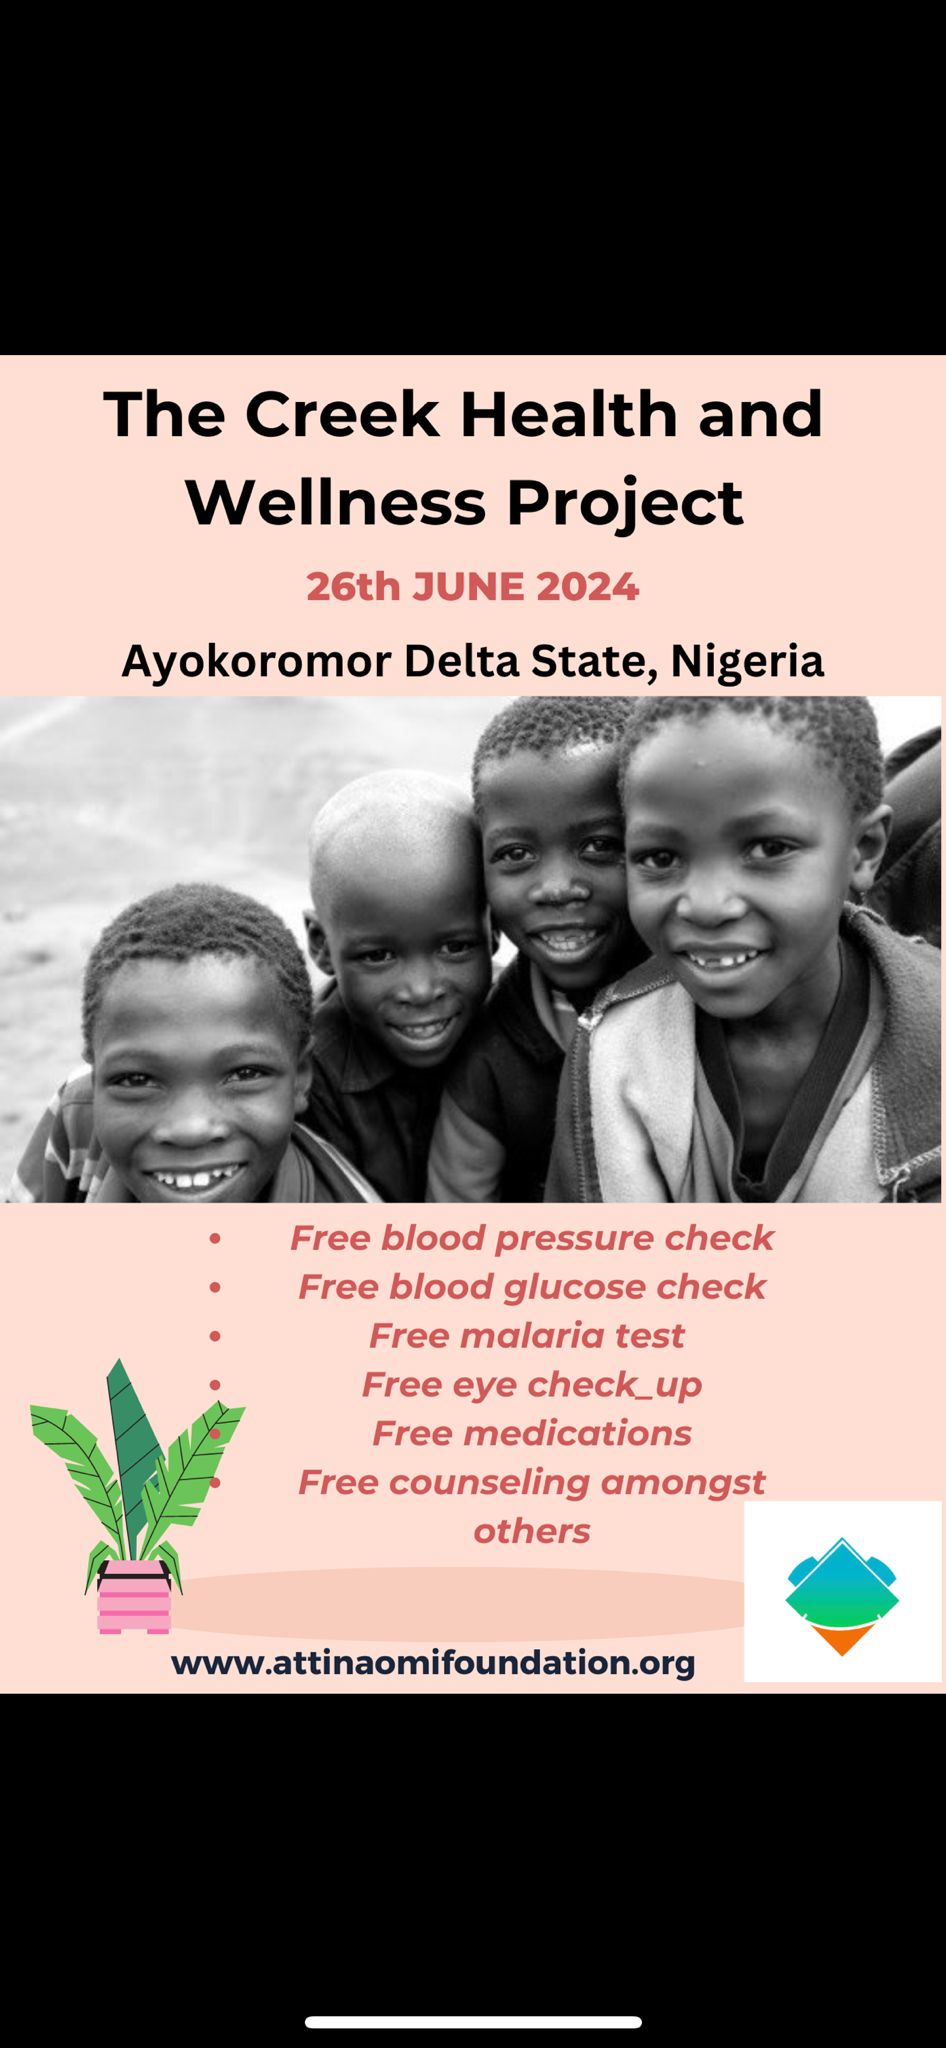 The Creek Health and
Wellness Project
26th JUNE 2024
Ayokoromor Delta State, Nigeria
• Free blood pressure check
• Free blood glucose check
• Free malaria test
• Free eye check_up
• Free medications
• Free counseling amongst
others
www.attinaomifoundation.org